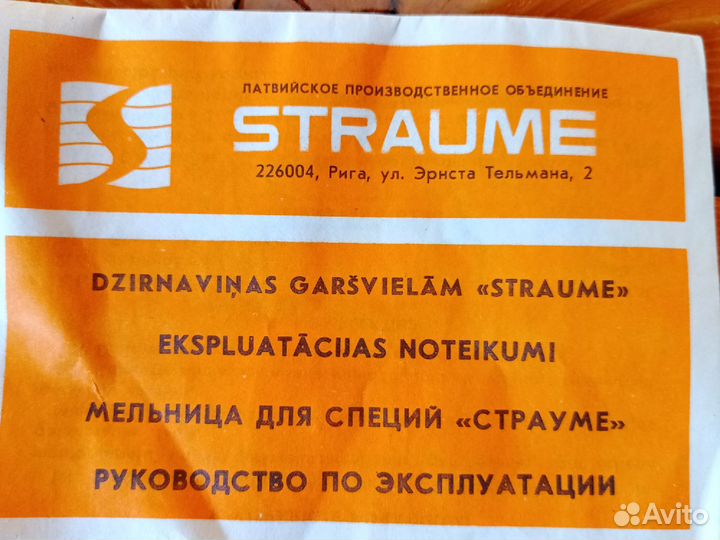 ЛАТВИЙСКОЕ ПРОИЗВОДСТВЕННОЕ ОБЪЕДИНЕНИЕ
STRAUME
226004, Рига, ул. Эрнста Тельмана, 2
DZIRNAVIŅAS GARŠVIELĀM «STRAUME»
EKSPLUATĀCIJAS NOTEIKUMI
МЕЛЬНИЦА ДЛЯ СПЕЦИЙ «СТРАУМЕ»
РУКОВОДСТВО ПО ЭКСПЛУАТАЦИИ
Avito